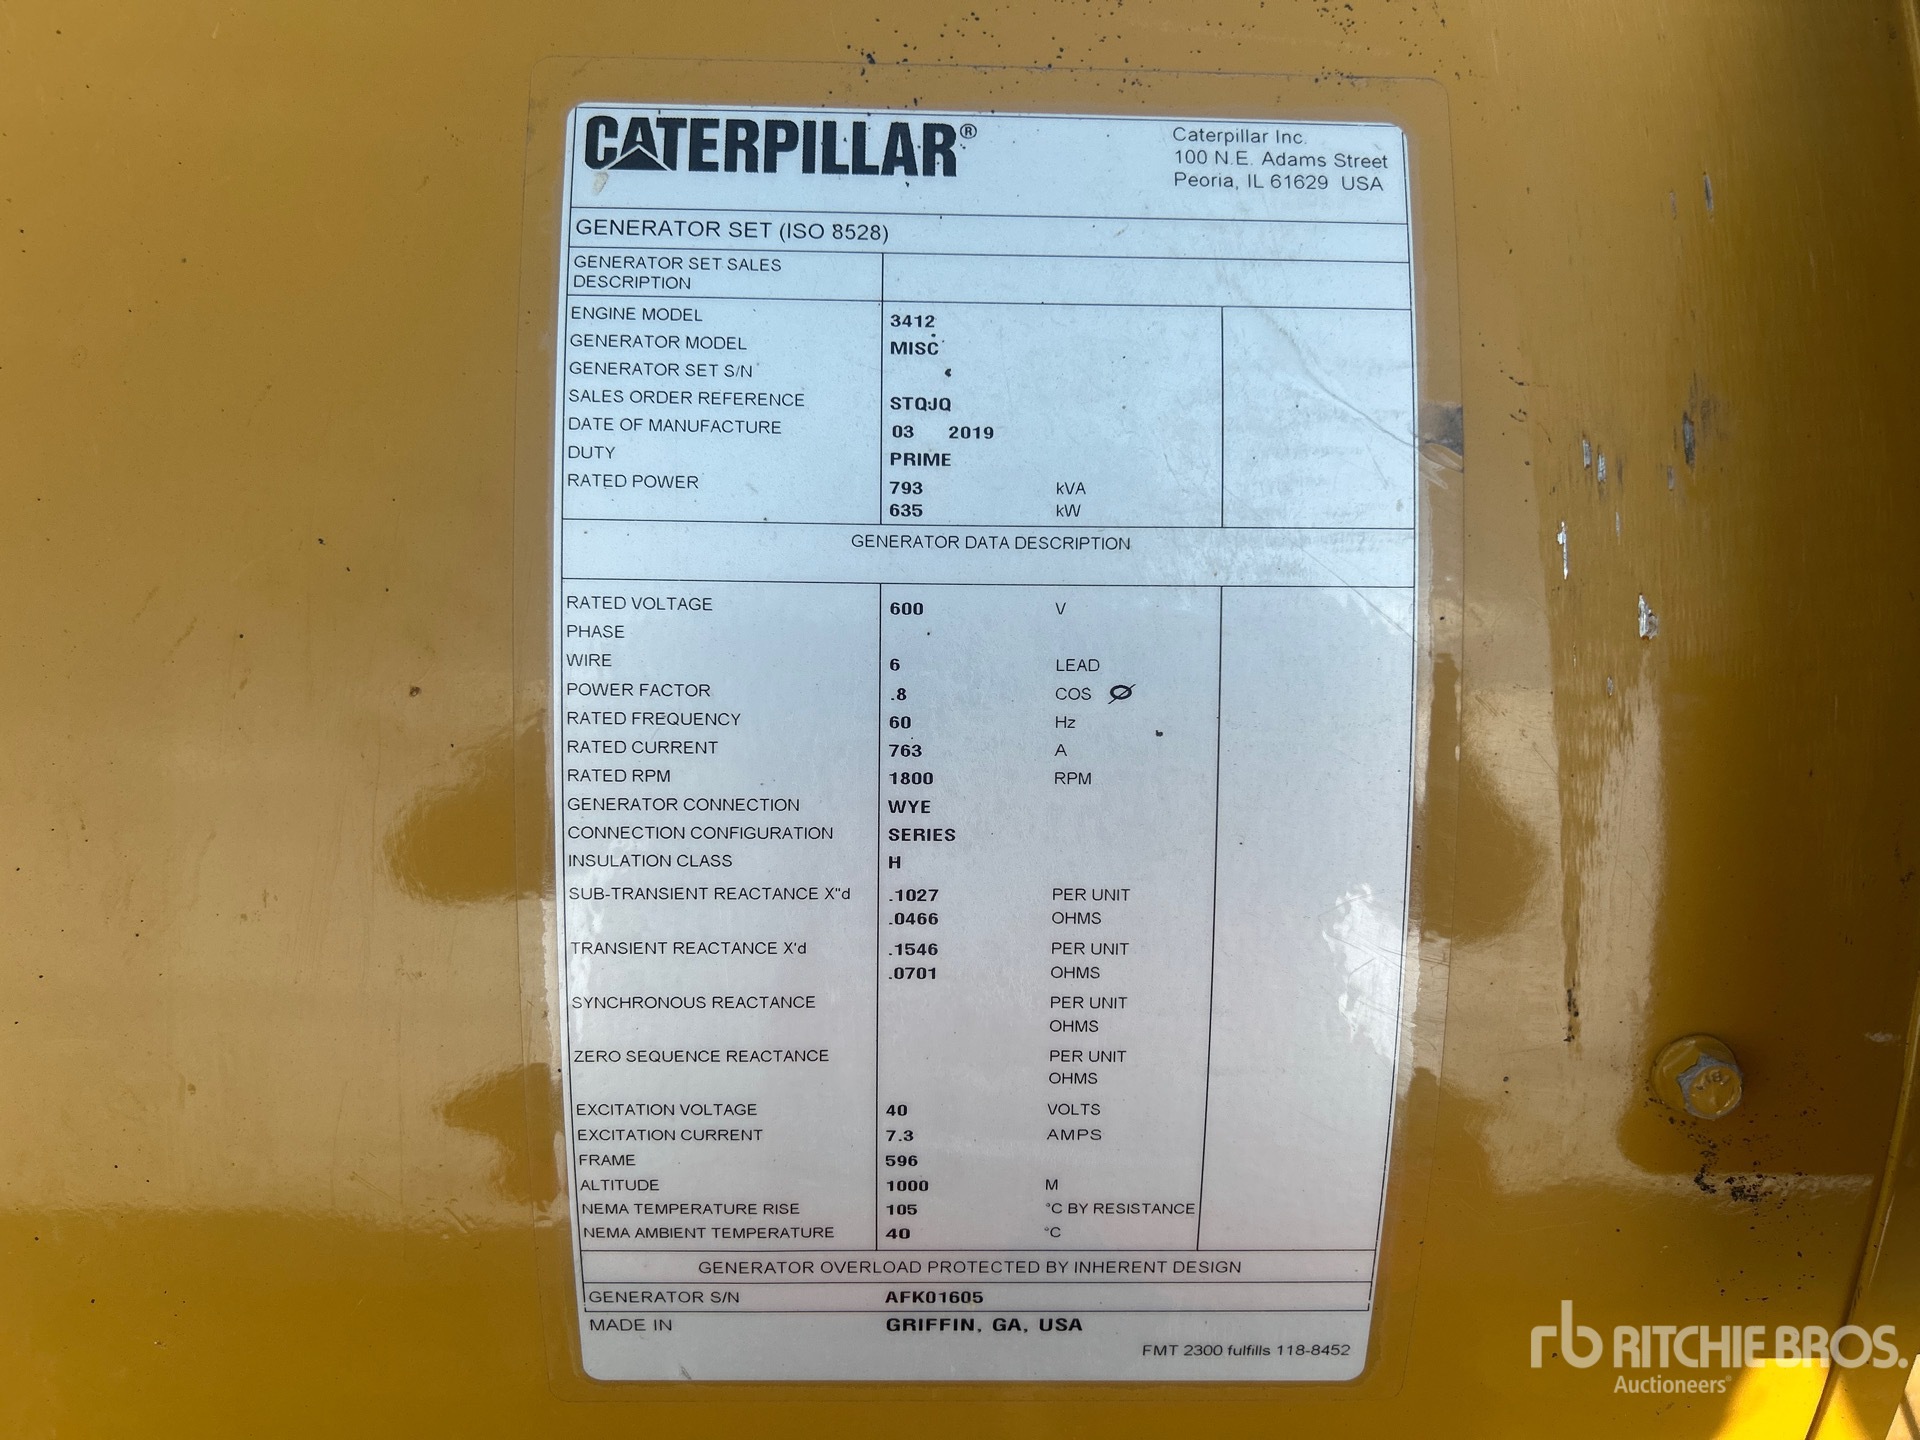 CATERPILLAR®
Caterpillar Inc.
100 N.E. Adams Street
Peoria, IL 61629 USA
GENERATOR SET (ISO 8528)
GENERATOR SET SALES
DESCRIPTION
ENGINE MODEL 3412
GENERATOR MODEL MISC
GENERATOR SET S/N
SALES ORDER REFERENCE STQJQ
DATE OF MANUFACTURE 03 2019
DUTY PRIME
RATED POWER 793 kVA
635 kW
GENERATOR DATA DESCRIPTION
RATED VOLTAGE 600 V
PHASE
WIRE 6 LEAD
POWER FACTOR .8 COS Ø
RATED FREQUENCY 60 Hz
RATED CURRENT 763 A
RATED RPM 1800 RPM
GENERATOR CONNECTION WYE
CONNECTION CONFIGURATION SERIES
INSULATION CLASS H
SUB-TRANSIENT REACTANCE X"d .1027 PER UNIT
.0466 OHMS
TRANSIENT REACTANCE X'd .1546 PER UNIT
.0701 OHMS
SYNCHRONOUS REACTANCE PER UNIT
OHMS
ZERO SEQUENCE REACTANCE PER UNIT
OHMS
EXCITATION VOLTAGE 40 VOLTS
EXCITATION CURRENT 7.3 AMPS
FRAME 596
ALTITUDE 1000 M
NEMA TEMPERATURE RISE 105 °C BY RESISTANCE
NEMA AMBIENT TEMPERATURE 40 °C
GENERATOR OVERLOAD PROTECTED BY INHERENT DESIGN
GENERATOR S/N AFK01605
MADE IN GRIFFIN, GA, USA
FMT 2300 fulfills 118-8452
rb RITCHIE BROS.
Auctioneers